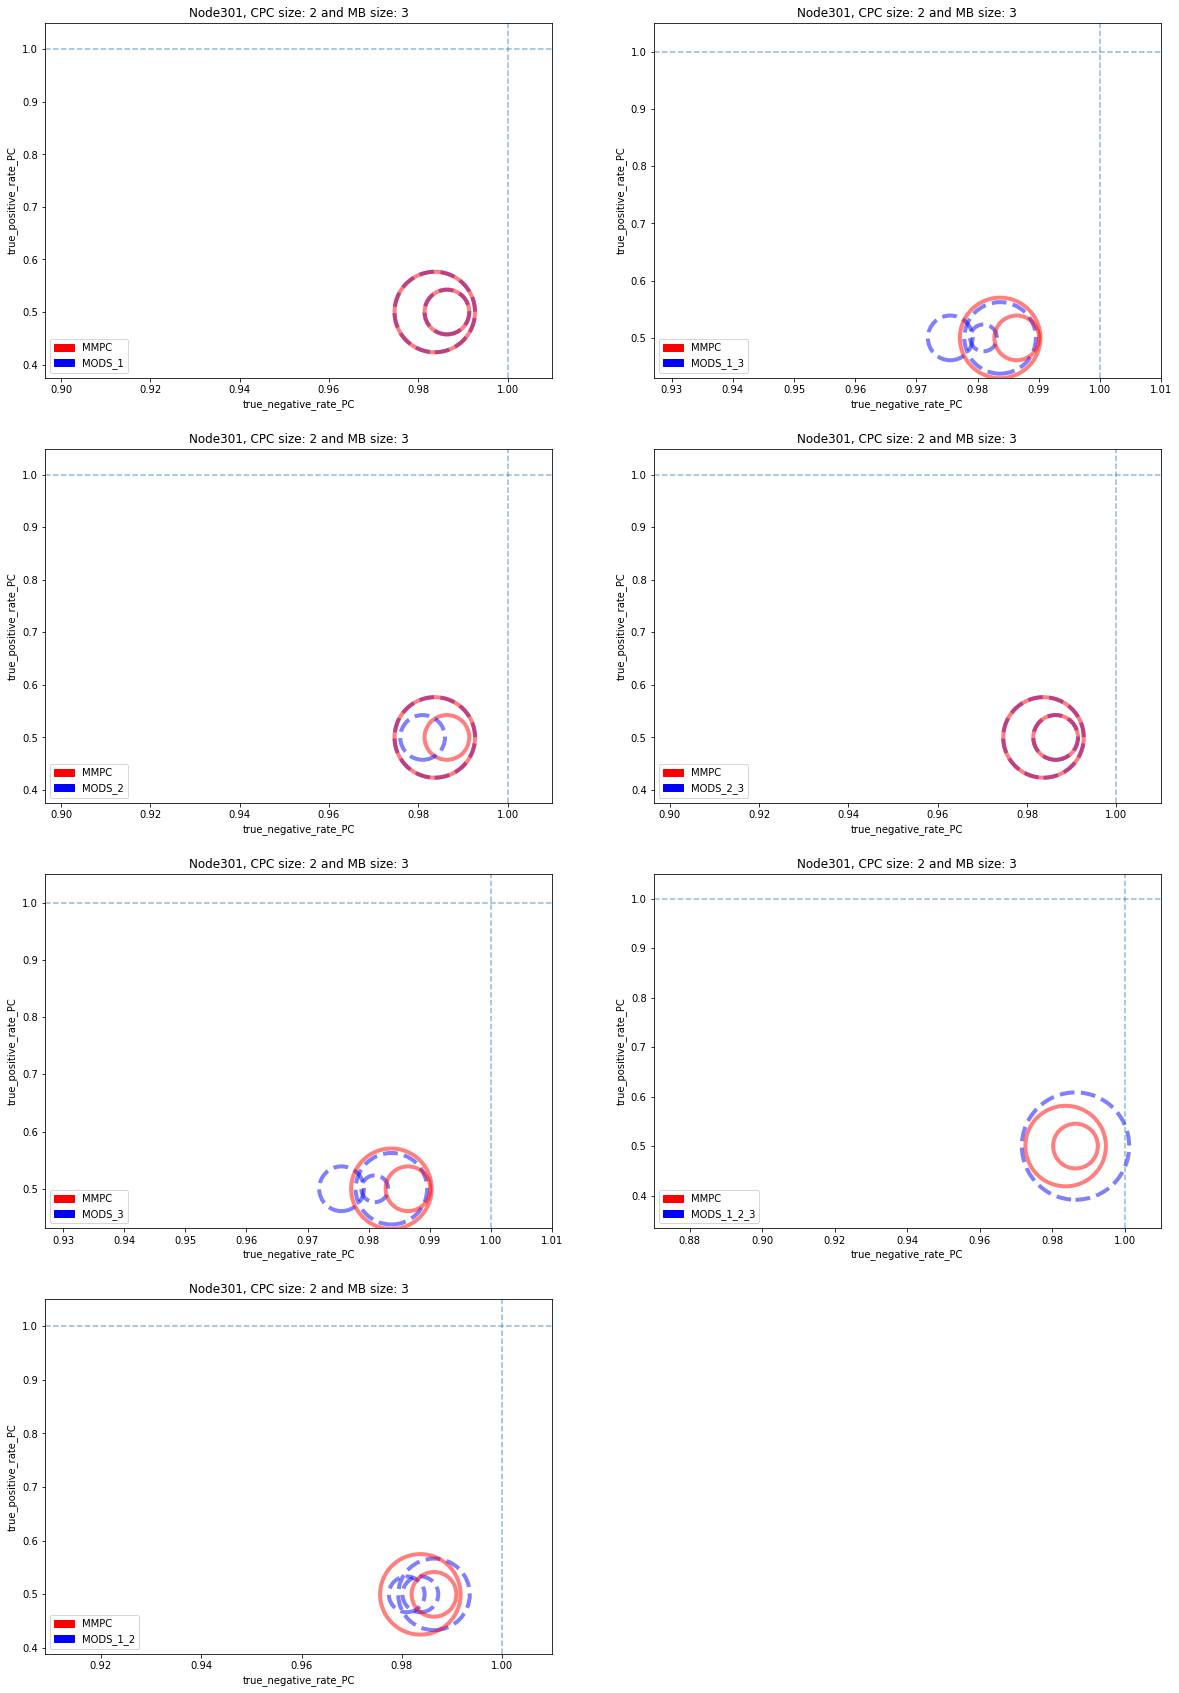 Node301, CPC size: 2 and MB size: 3
1.0
0.9
0.8
0.7
0.6
0.5
0.4
true_positive_rate_PC
MMPC
MODS_1
0.90 0.92 0.94 0.96 0.98 1.00
true_negative_rate_PC
Node301, CPC size: 2 and MB size: 3
1.0
0.9
0.8
0.7
0.6
0.5
true_positive_rate_PC
MMPC
MODS_1_3
0.93 0.94 0.95 0.96 0.97 0.98 0.99 1.00 1.01
true_negative_rate_PC
Node301, CPC size: 2 and MB size: 3
1.0
0.9
0.8
0.7
0.6
0.5
0.4
true_positive_rate_PC
MMPC
MODS_2
0.90 0.92 0.94 0.96 0.98 1.00
true_negative_rate_PC
Node301, CPC size: 2 and MB size: 3
1.0
0.9
0.8
0.7
0.6
0.5
0.4
true_positive_rate_PC
MMPC
MODS_2_3
0.90 0.92 0.94 0.96 0.98 1.00
true_negative_rate_PC
Node301, CPC size: 2 and MB size: 3
1.0
0.9
0.8
0.7
0.6
0.5
true_positive_rate_PC
MMPC
MODS_3
0.93 0.94 0.95 0.96 0.97 0.98 0.99 1.00 1.01
true_negative_rate_PC
Node301, CPC size: 2 and MB size: 3
1.0
0.9
0.8
0.7
0.6
0.5
0.4
true_positive_rate_PC
MMPC
MODS_1_2_3
0.88 0.90 0.92 0.94 0.96 0.98 1.00
true_negative_rate_PC
Node301, CPC size: 2 and MB size: 3
1.0
0.9
0.8
0.7
0.6
0.5
0.4
true_positive_rate_PC
MMPC
MODS_1_2
0.92 0.94 0.96 0.98 1.00
true_negative_rate_PC